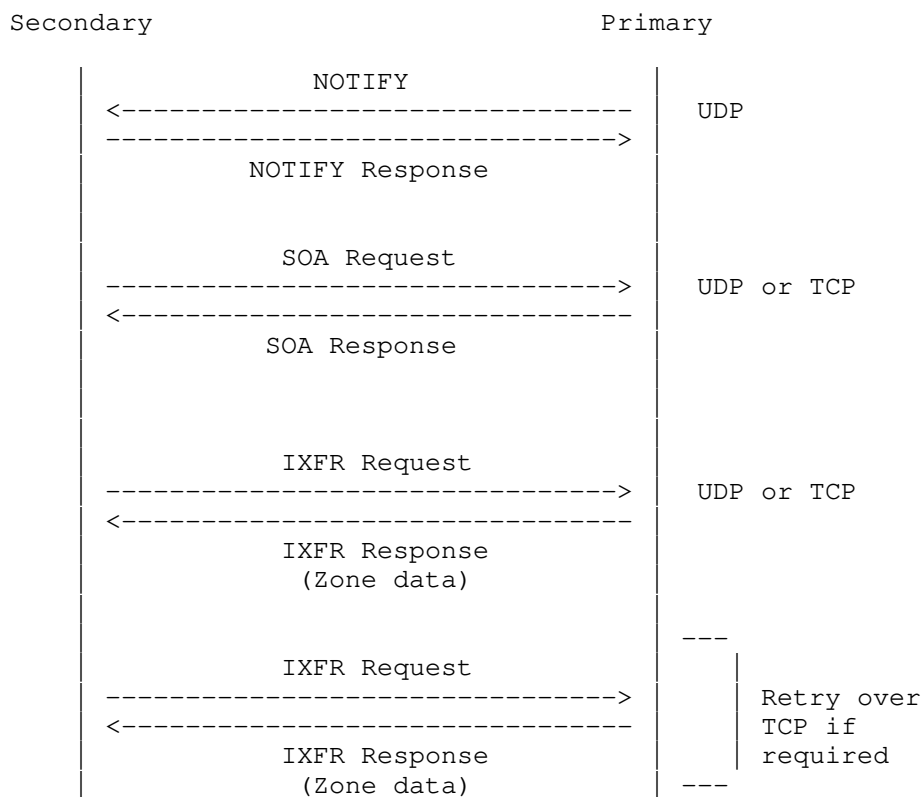 Secondary Primary
NOTIFY
<-------------------------------- UDP
-------------------------------->
NOTIFY Response
SOA Request
--------------------------------> UDP or TCP
<--------------------------------
SOA Response
IXFR Request
--------------------------------> UDP or TCP
<--------------------------------
IXFR Response
(Zone data)
---
IXFR Request |
--------------------------------> | Retry over
<-------------------------------- | TCP if
IXFR Response | required
(Zone data) ---